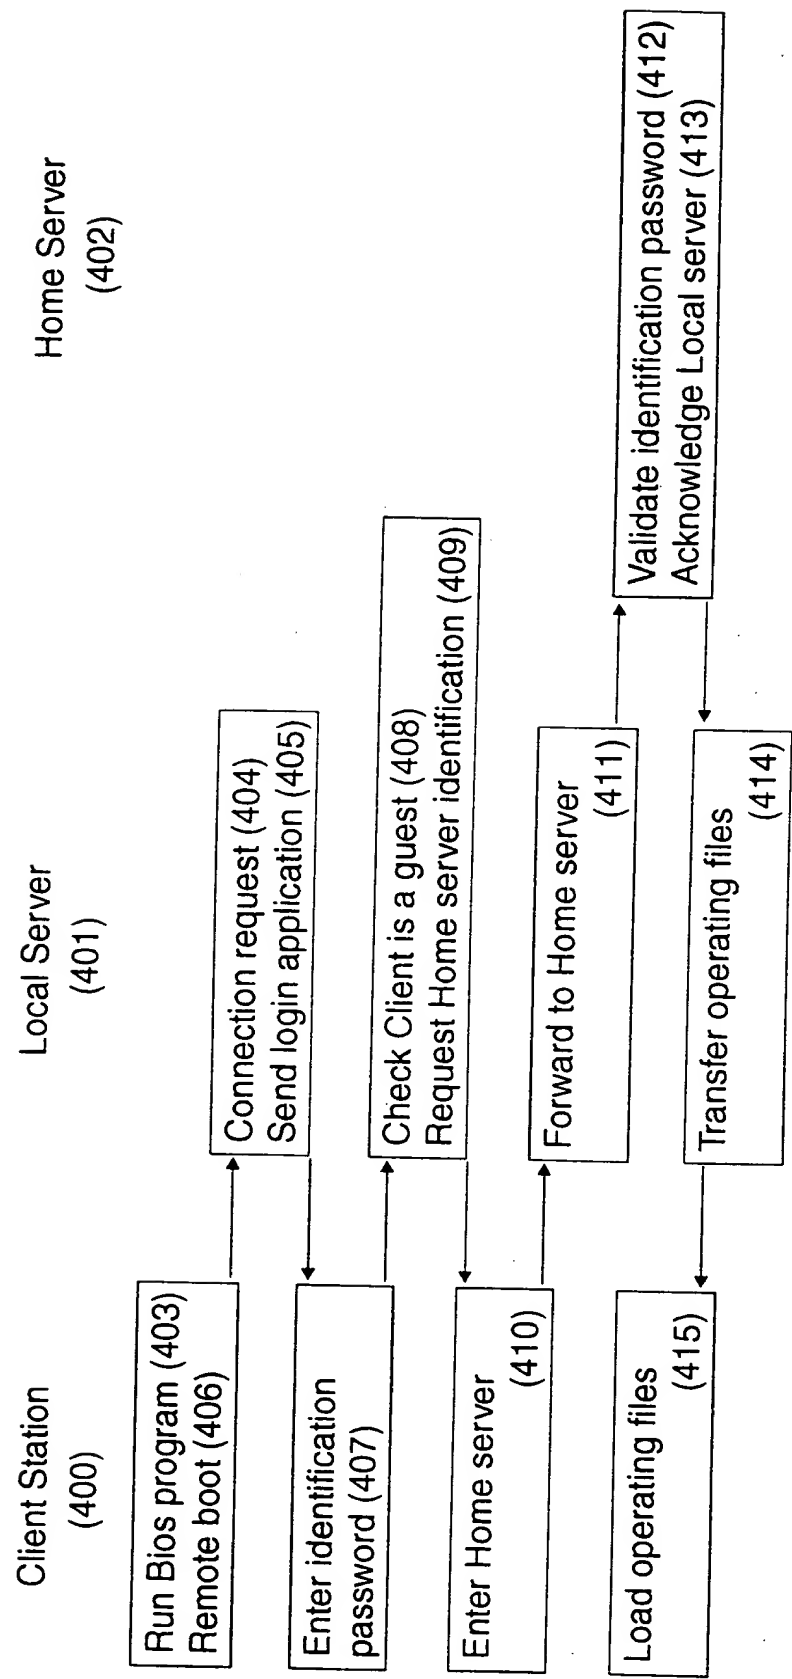 Client Station
(400)
Local Server
(401)
Home Server
(402)
Run Bios program (403)
Remote boot (406)
Connection request (404)
Send login application (405)
Enter identification
password (407)
Check Client is a guest (408)
Request Home server identification (409)
Enter Home server
(410)
Forward to Home server
(411)
Validate identification password (412)
Acknowledge Local server (413)
Transfer operating files
(414)
Load operating files
(415)